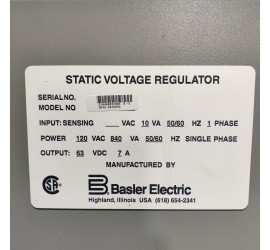 STATIC VOLTAGE REGULATOR
SERIAL NO.
MODEL NO
INPUT: SENSING VAC 10 VA 50/60 HZ 1 PHASE
POWER 120 VAC 840 VA 50/60 HZ SINGLE PHASE
OUTPUT: 63 VDC 7 A
MANUFACTURED BY
Basler Electric
Highland, Illinois USA (618) 654-2341